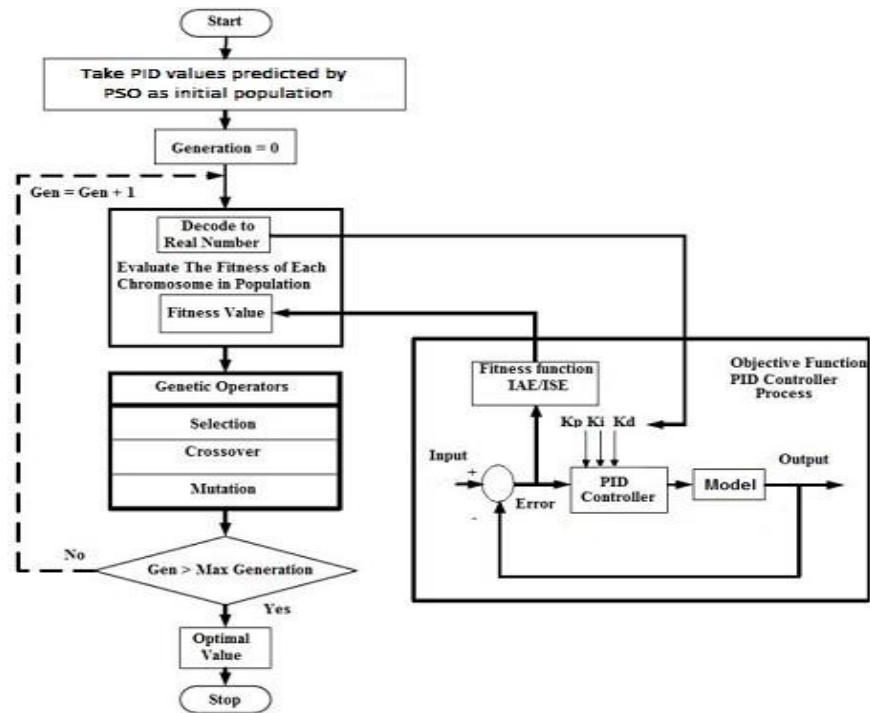 Start
Take PID values predicted by
PSO as initial population
Generation = 0
Gen = Gen + 1
Decode to
Real Number
Evaluate The Fitness of Each
Chromosome in Population
Fitness Value
Genetic Operators
Selection
Crossover
Mutation
No
Gen > Max Generation
Yes
Optimal
Value
Stop
Objective Function
PID Controller
Process
Fitness function
IAE/ISE
Kp Ki Kd
Input
+
-
Error
PID
Controller
Model
Output